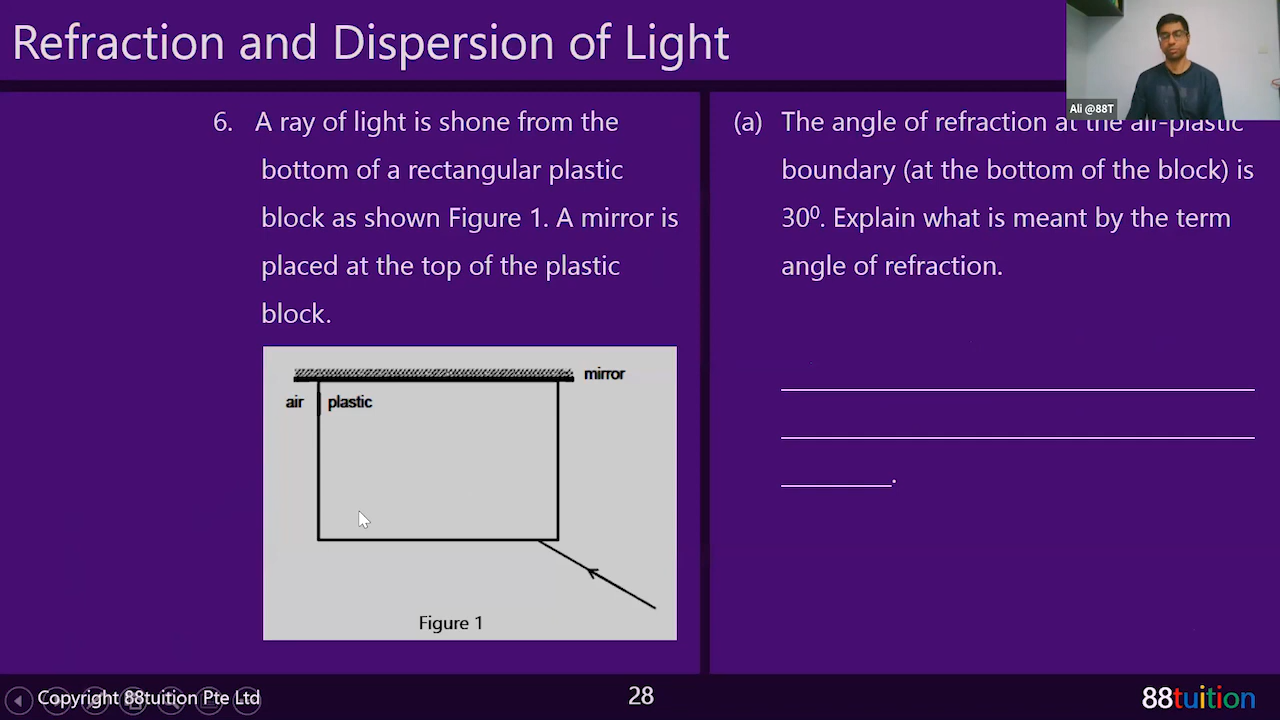 Refraction and Dispersion of Light
Ali @88T
6. A ray of light is shone from the
bottom of a rectangular plastic
block as shown Figure 1. A mirror is
placed at the top of the plastic
block.
mirror
air plastic
Figure 1
(a) The angle of refraction at the air-plastic
boundary (at the bottom of the block) is
30⁰. Explain what is meant by the term
angle of refraction.
Copyright 88tuition Pte Ltd
28
88tuition